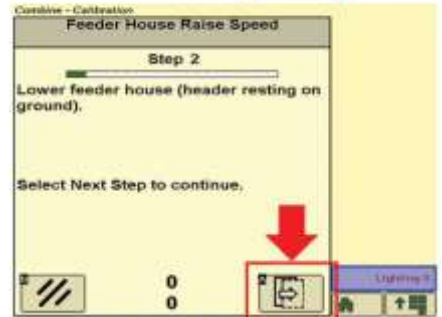 Combine - Calibration
Feeder House Raise Speed
Step 2
Lower feeder house (header resting on
ground).
Select Next Step to continue.
0
0